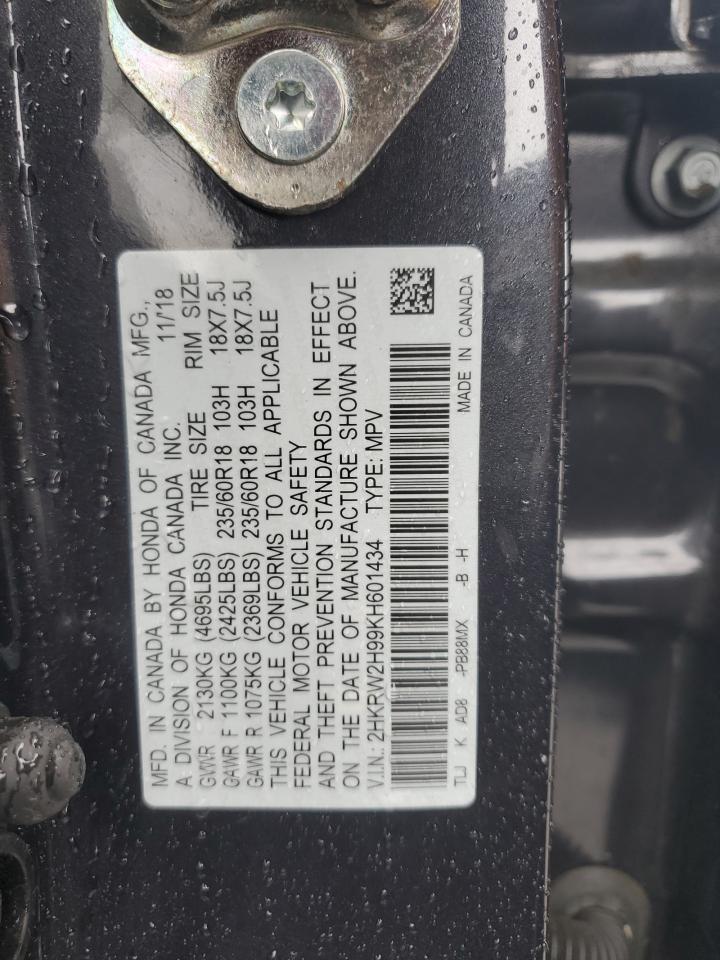 MFD. IN CANADA BY HONDA OF CANADA MFG.,
A DIVISION OF HONDA CANADA INC. 11/18
GVWR 2130KG (4695LBS) TIRE SIZE RIM SIZE
GAWR F 1100KG (2425LBS) 235/60R18 103H 18X7.5J
GAWR R 1075KG (2369LBS) 235/60R18 103H 18X7.5J
THIS VEHICLE CONFORMS TO ALL APPLICABLE
FEDERAL MOTOR VEHICLE SAFETY
AND THEFT PREVENTION STANDARDS IN EFFECT
ON THE DATE OF MANUFACTURE SHOWN ABOVE.
V.I.N.: 2HKRW2H99KH601434 TYPE: MPV
TLJ K AD8 -PB88MX -B -H MADE IN CANADA